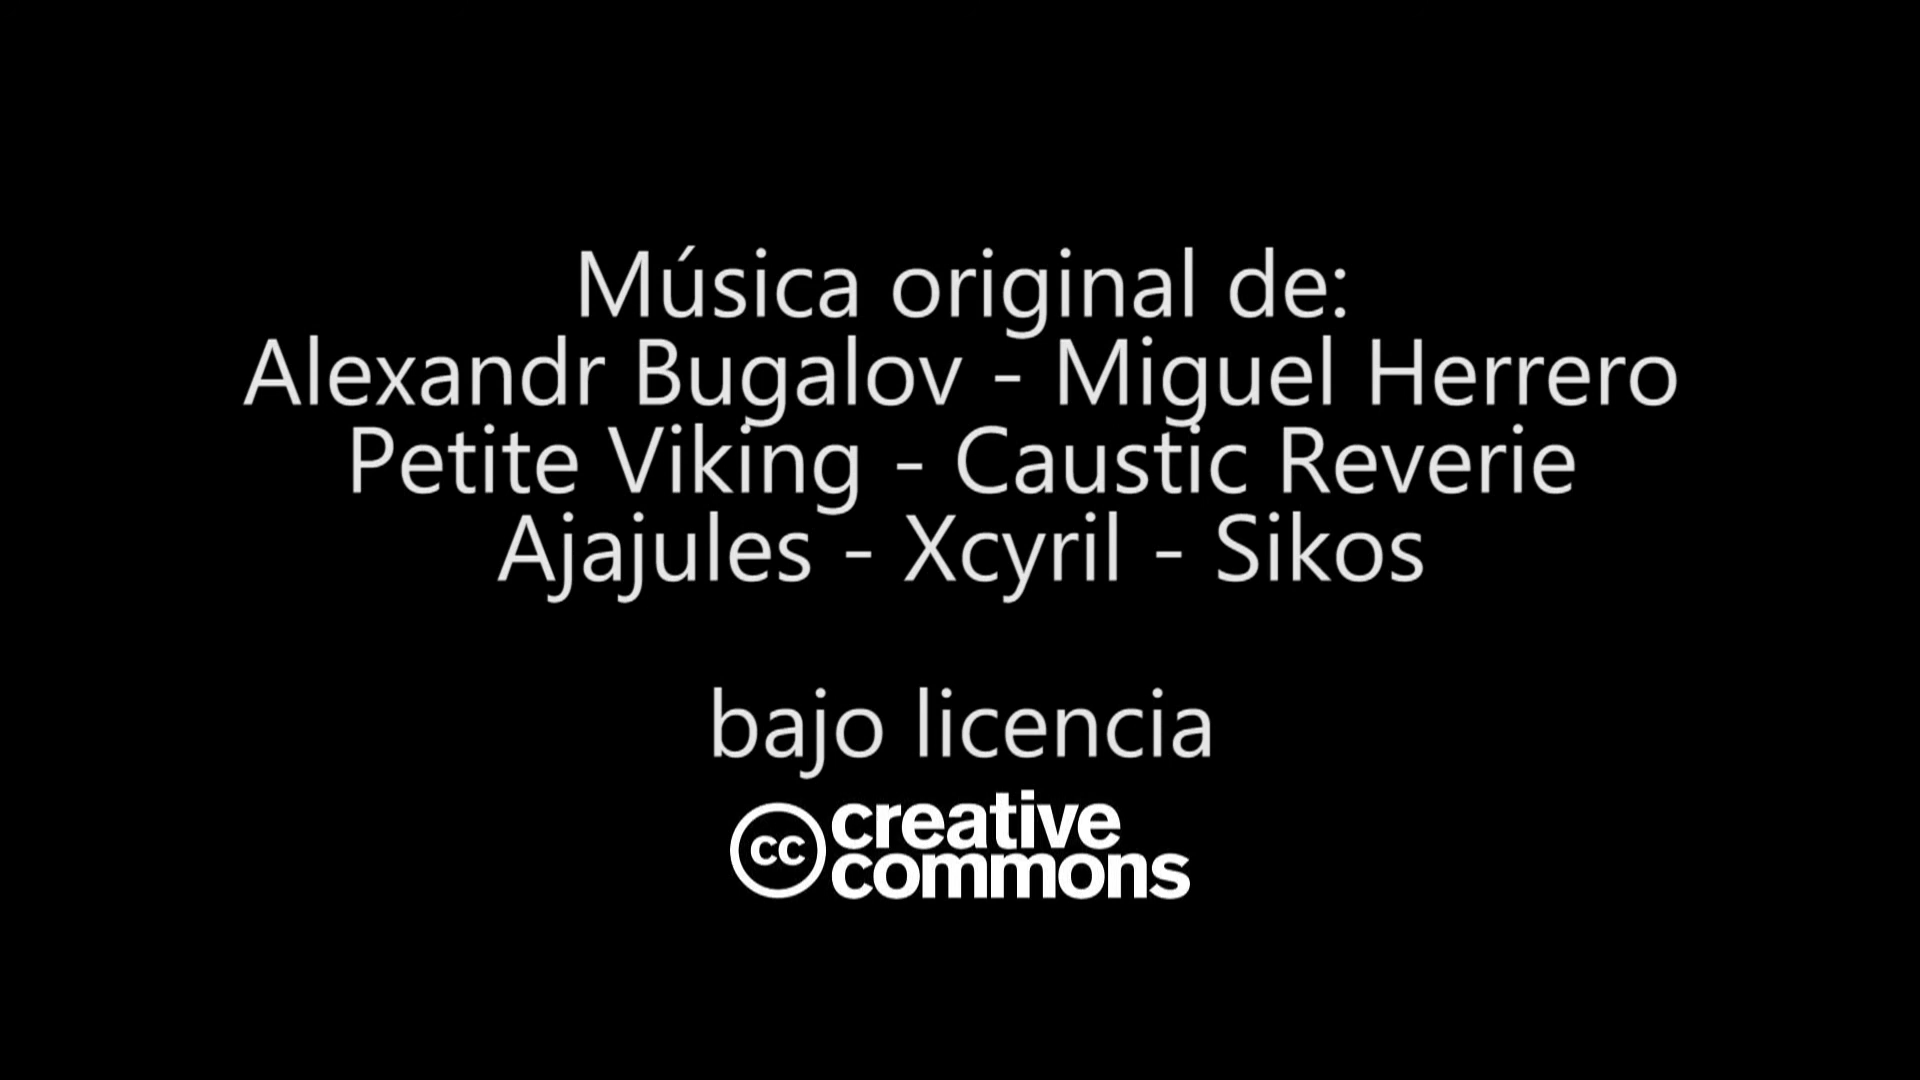 Música original de:
Alexandr Bugalov - Miguel Herrero
Petite Viking - Caustic Reverie
Ajajules - Xcyril - Sikos
bajo licencia
cc creative
commons